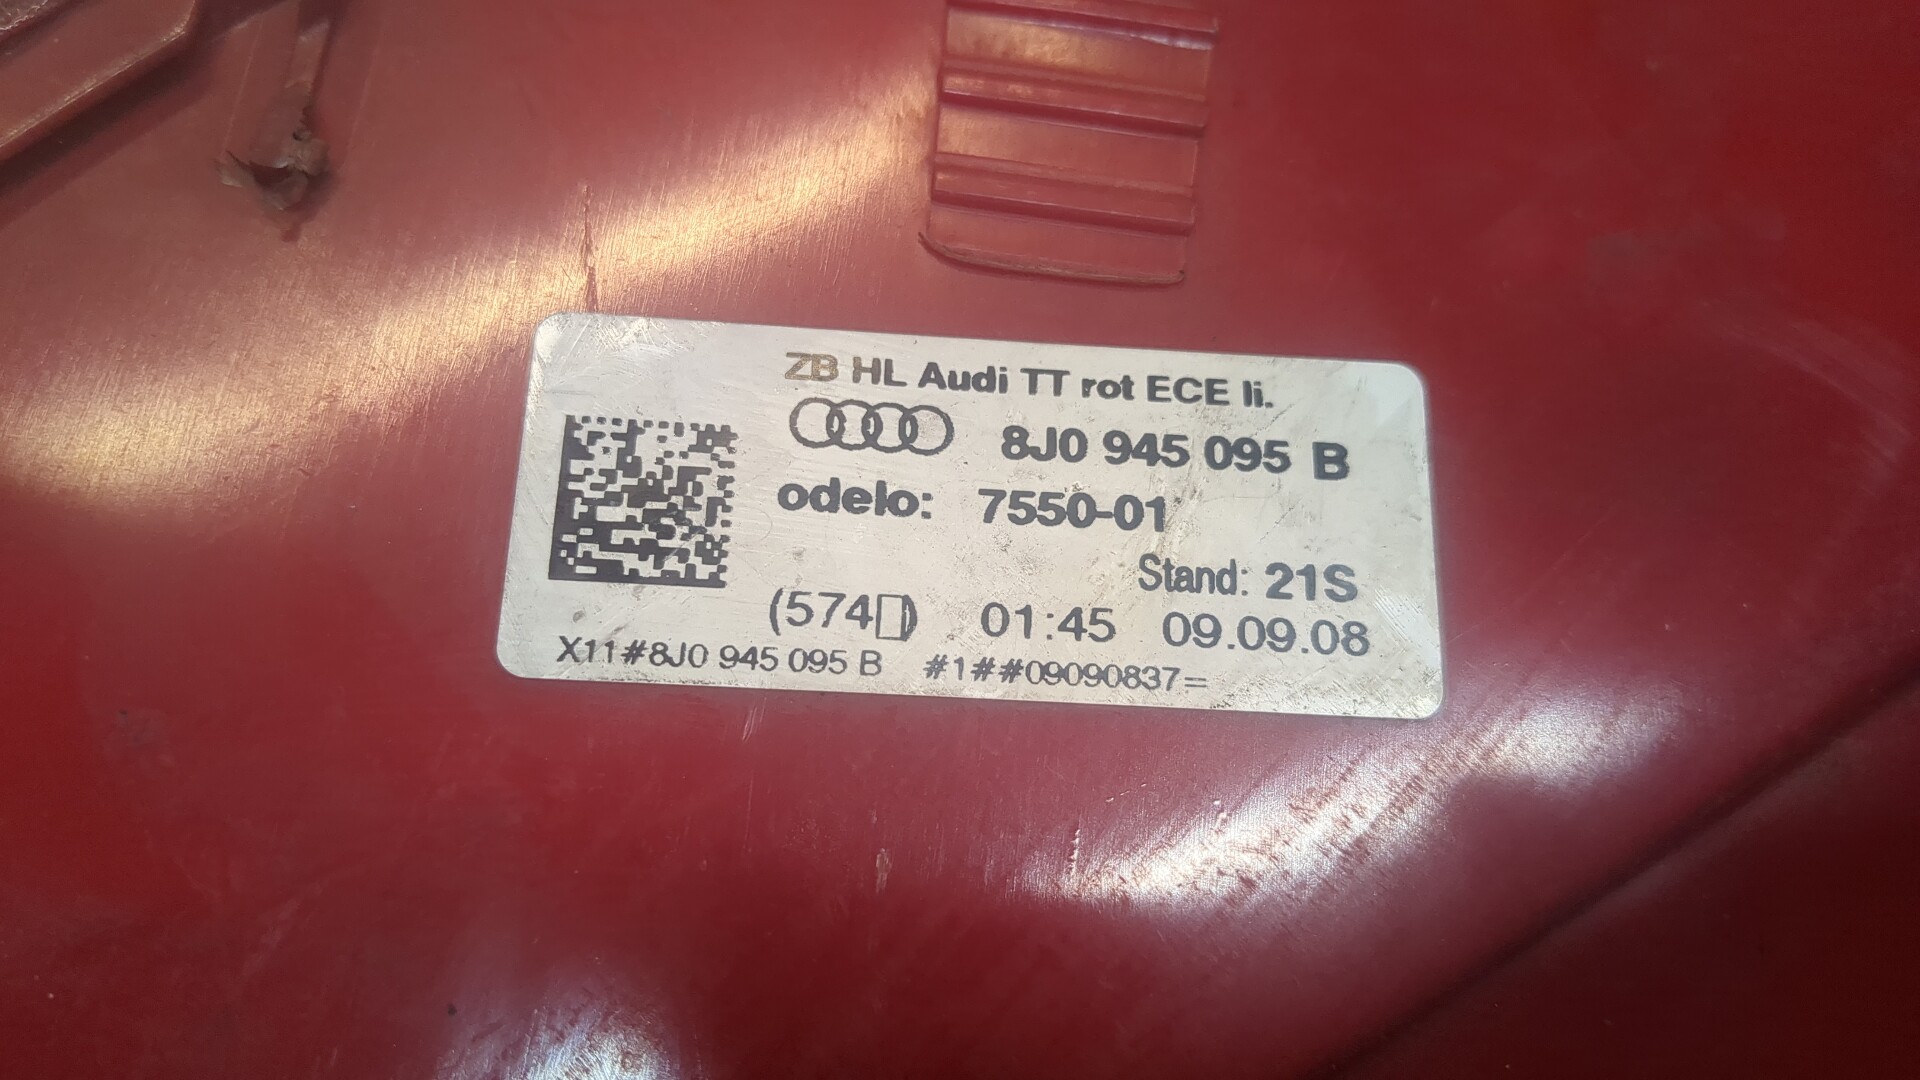 ZB HL Audi TT rot ECE li.
8J0 945 095 B
odelo: 7550-01
Stand: 21S
(574▯) 01:45 09.09.08
X11#8J0 945 095 B #1##09090837=